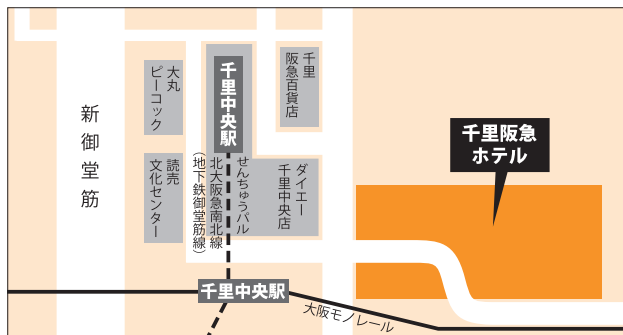 新御堂筋
大丸
ピーコック
読売
文化センター
千里中央駅
千里
阪急百貨店
せんちゅうパル
北大阪急南北線
(地下鉄御堂筋線)
ダイエー
千里中央店
千里阪急
ホテル
千里中央駅
大阪モノレール